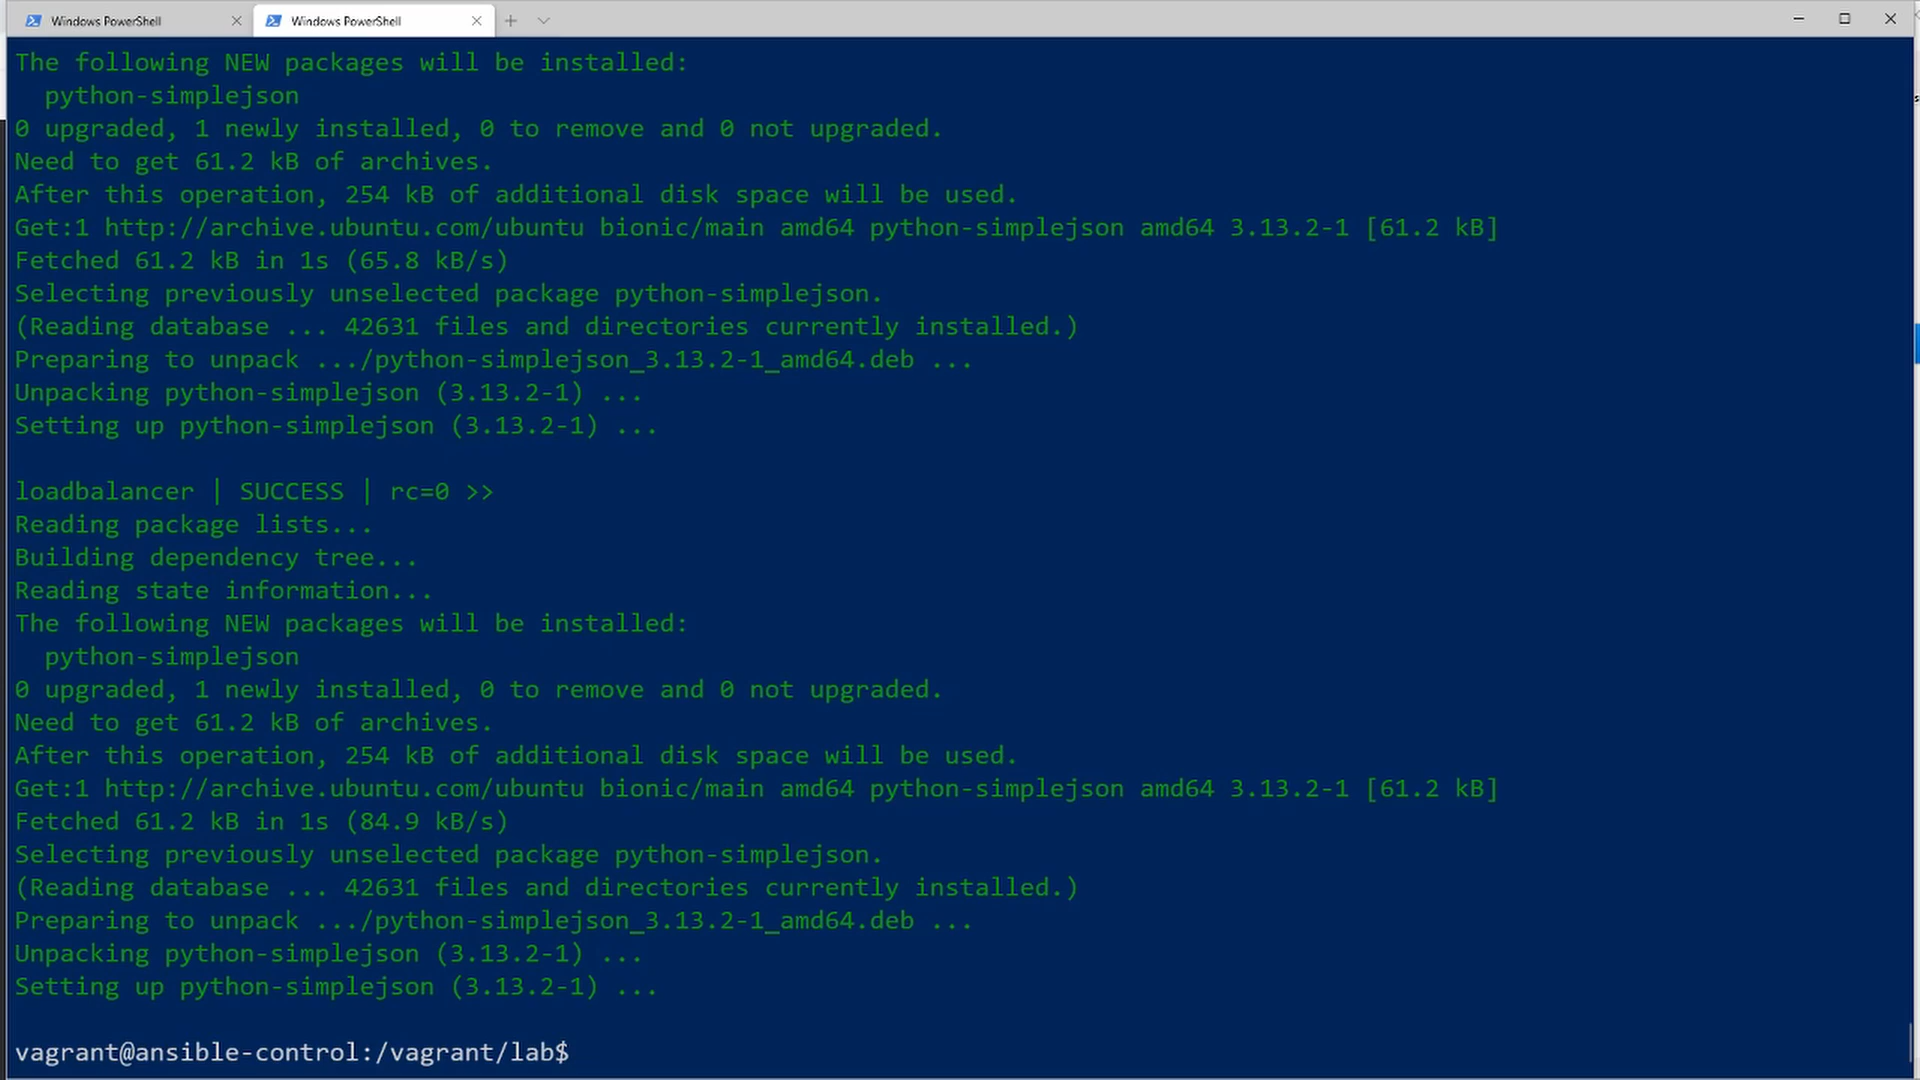 Windows PowerShell
Windows PowerShell
The following NEW packages will be installed:
python-simplejson
0 upgraded, 1 newly installed, 0 to remove and 0 not upgraded.
Need to get 61.2 kB of archives.
After this operation, 254 kB of additional disk space will be used.
Get:1 http://archive.ubuntu.com/ubuntu bionic/main amd64 python-simplejson amd64 3.13.2-1 [61.2 kB]
Fetched 61.2 kB in 1s (65.8 kB/s)
Selecting previously unselected package python-simplejson.
(Reading database ... 42631 files and directories currently installed.)
Preparing to unpack .../python-simplejson_3.13.2-1_amd64.deb ...
Unpacking python-simplejson (3.13.2-1) ...
Setting up python-simplejson (3.13.2-1) ...
loadbalancer | SUCCESS | rc=0 >>
Reading package lists...
Building dependency tree...
Reading state information...
The following NEW packages will be installed:
python-simplejson
0 upgraded, 1 newly installed, 0 to remove and 0 not upgraded.
Need to get 61.2 kB of archives.
After this operation, 254 kB of additional disk space will be used.
Get:1 http://archive.ubuntu.com/ubuntu bionic/main amd64 python-simplejson amd64 3.13.2-1 [61.2 kB]
Fetched 61.2 kB in 1s (84.9 kB/s)
Selecting previously unselected package python-simplejson.
(Reading database ... 42631 files and directories currently installed.)
Preparing to unpack .../python-simplejson_3.13.2-1_amd64.deb ...
Unpacking python-simplejson (3.13.2-1) ...
Setting up python-simplejson (3.13.2-1) ...
vagrant@ansible-control:/vagrant/lab$